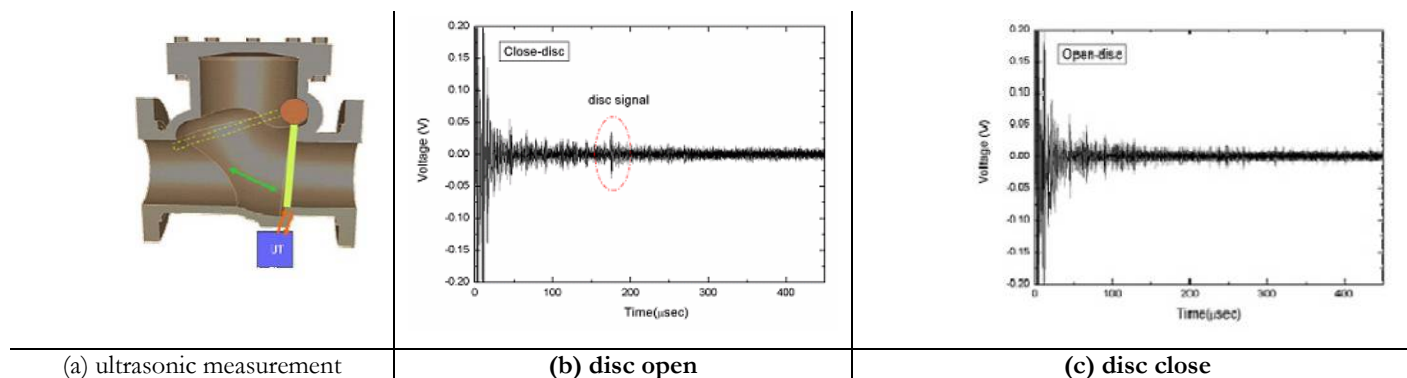 UT
0.20
0.15
0.10
0.05
0.00
-0.05
-0.10
-0.15
-0.20
Voltage (V)
Close-disc
disc signal
0
100
200
300
400
Time(μsec)
0.20
0.15
0.10
0.05
0.00
-0.05
-0.10
-0.15
-0.20
Voltage (V)
Open-disc
0
100
200
300
400
Time(μsec)
(a) ultrasonic measurement
(b) disc open
(c) disc close